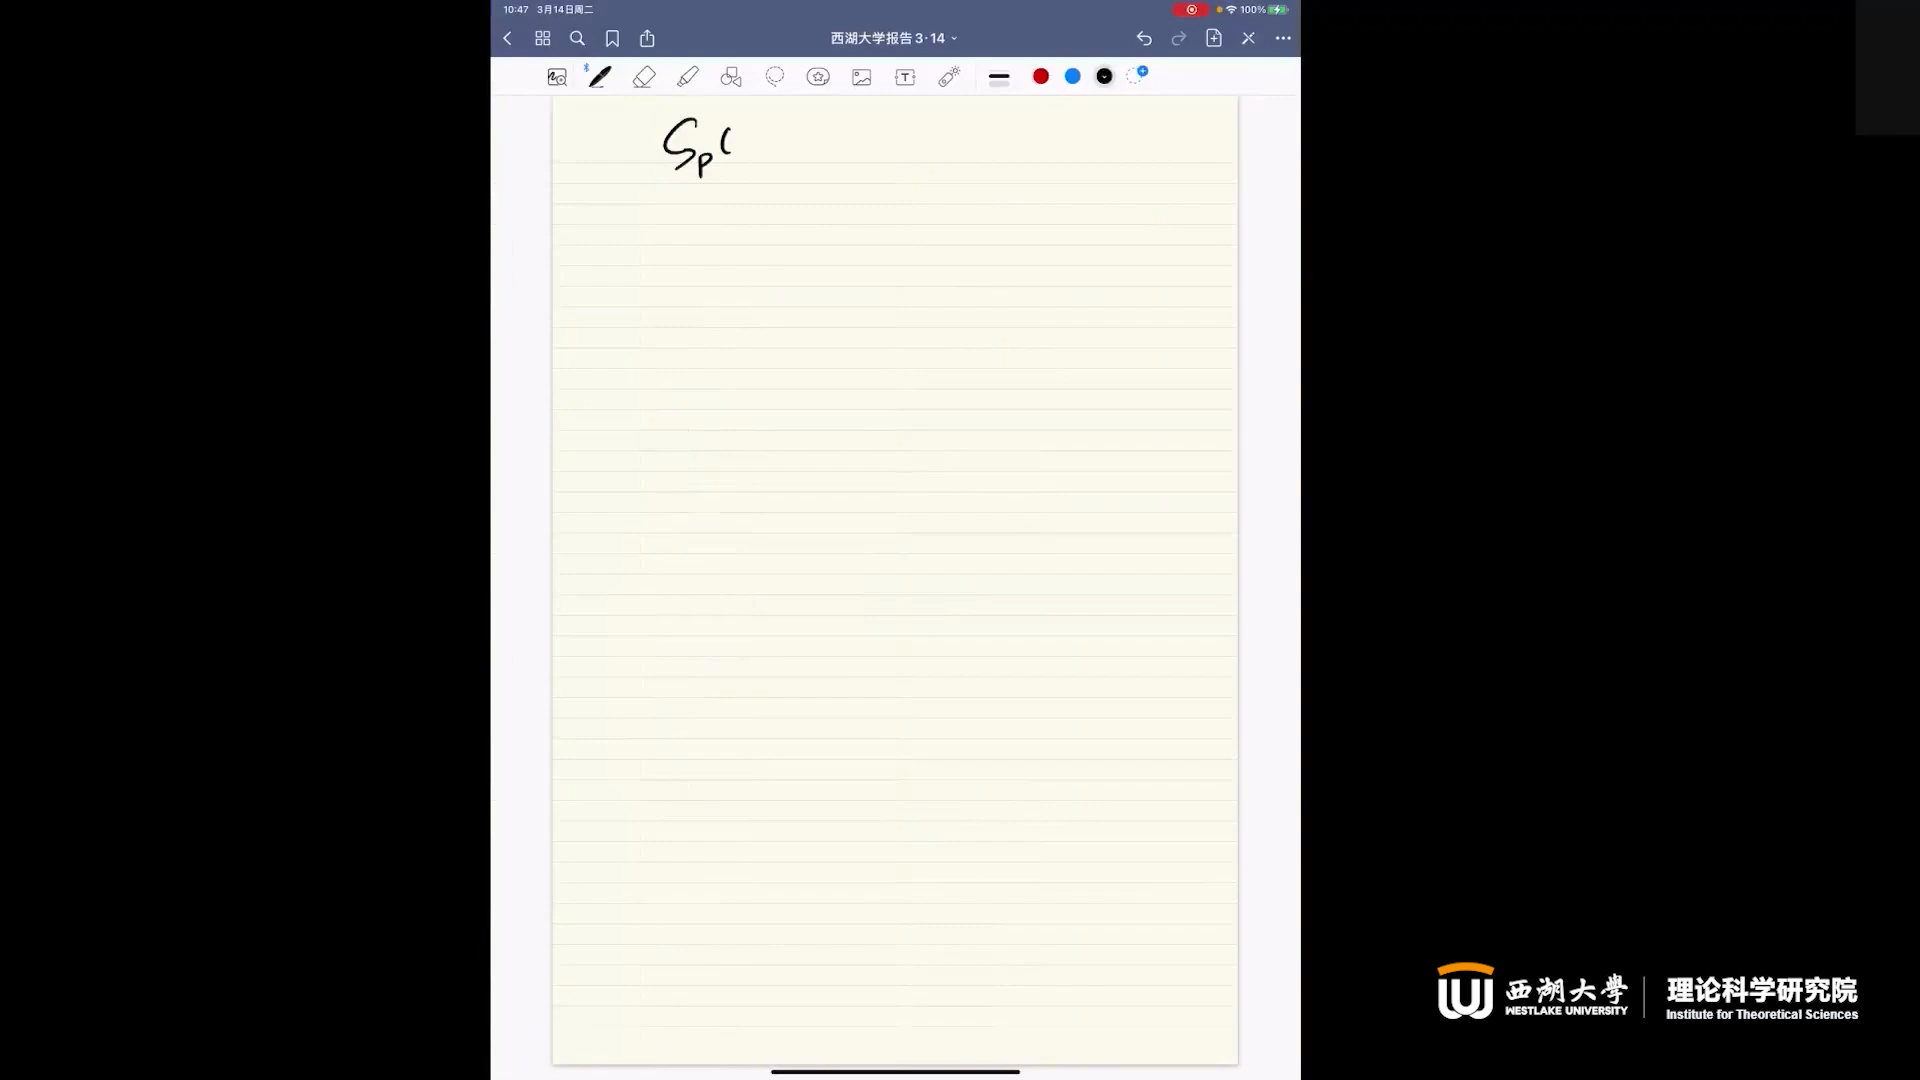 10:47 3月14日周二
100%
西湖大学报告3·14
Sp(
T
西湖大學
WESTLAKE UNIVERSITY
理论科学研究院
Institute for Theoretical Sciences